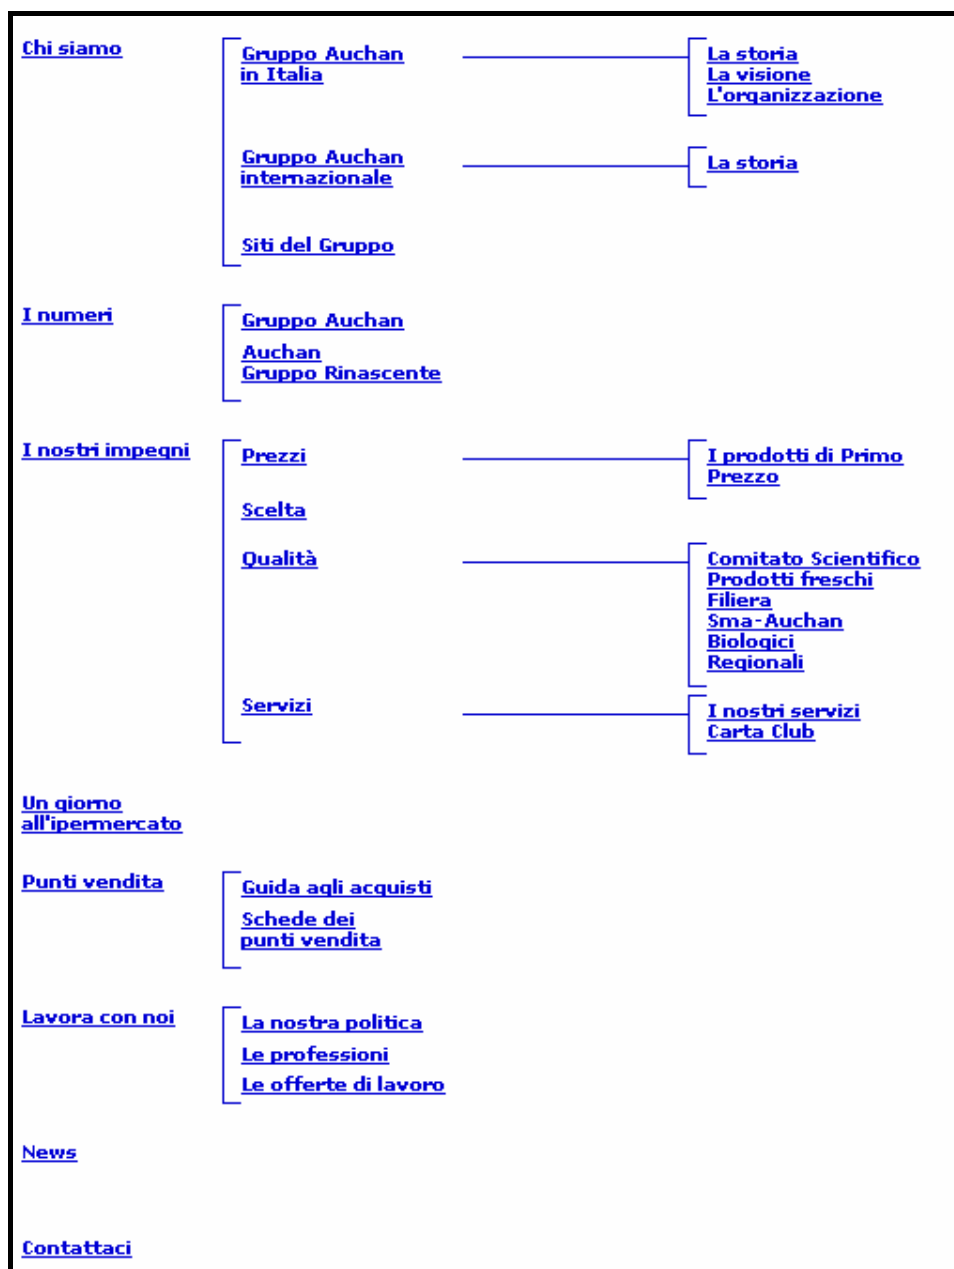 Chi siamo
Gruppo Auchan
in Italia
La storia
La visione
L'organizzazione
Gruppo Auchan
internazionale
La storia
Siti del Gruppo
I numeri
Gruppo Auchan
Auchan
Gruppo Rinascente
I nostri impegni
Prezzi
I prodotti di Primo
Prezzo
Scelta
Qualità
Comitato Scientifico
Prodotti freschi
Filiera
Sma-Auchan
Biologici
Regionali
Servizi
I nostri servizi
Carta Club
Un giorno
all'ipermercato
Punti vendita
Guida agli acquisti
Schede dei
punti vendita
Lavora con noi
La nostra politica
Le professioni
Le offerte di lavoro
News
Contattaci